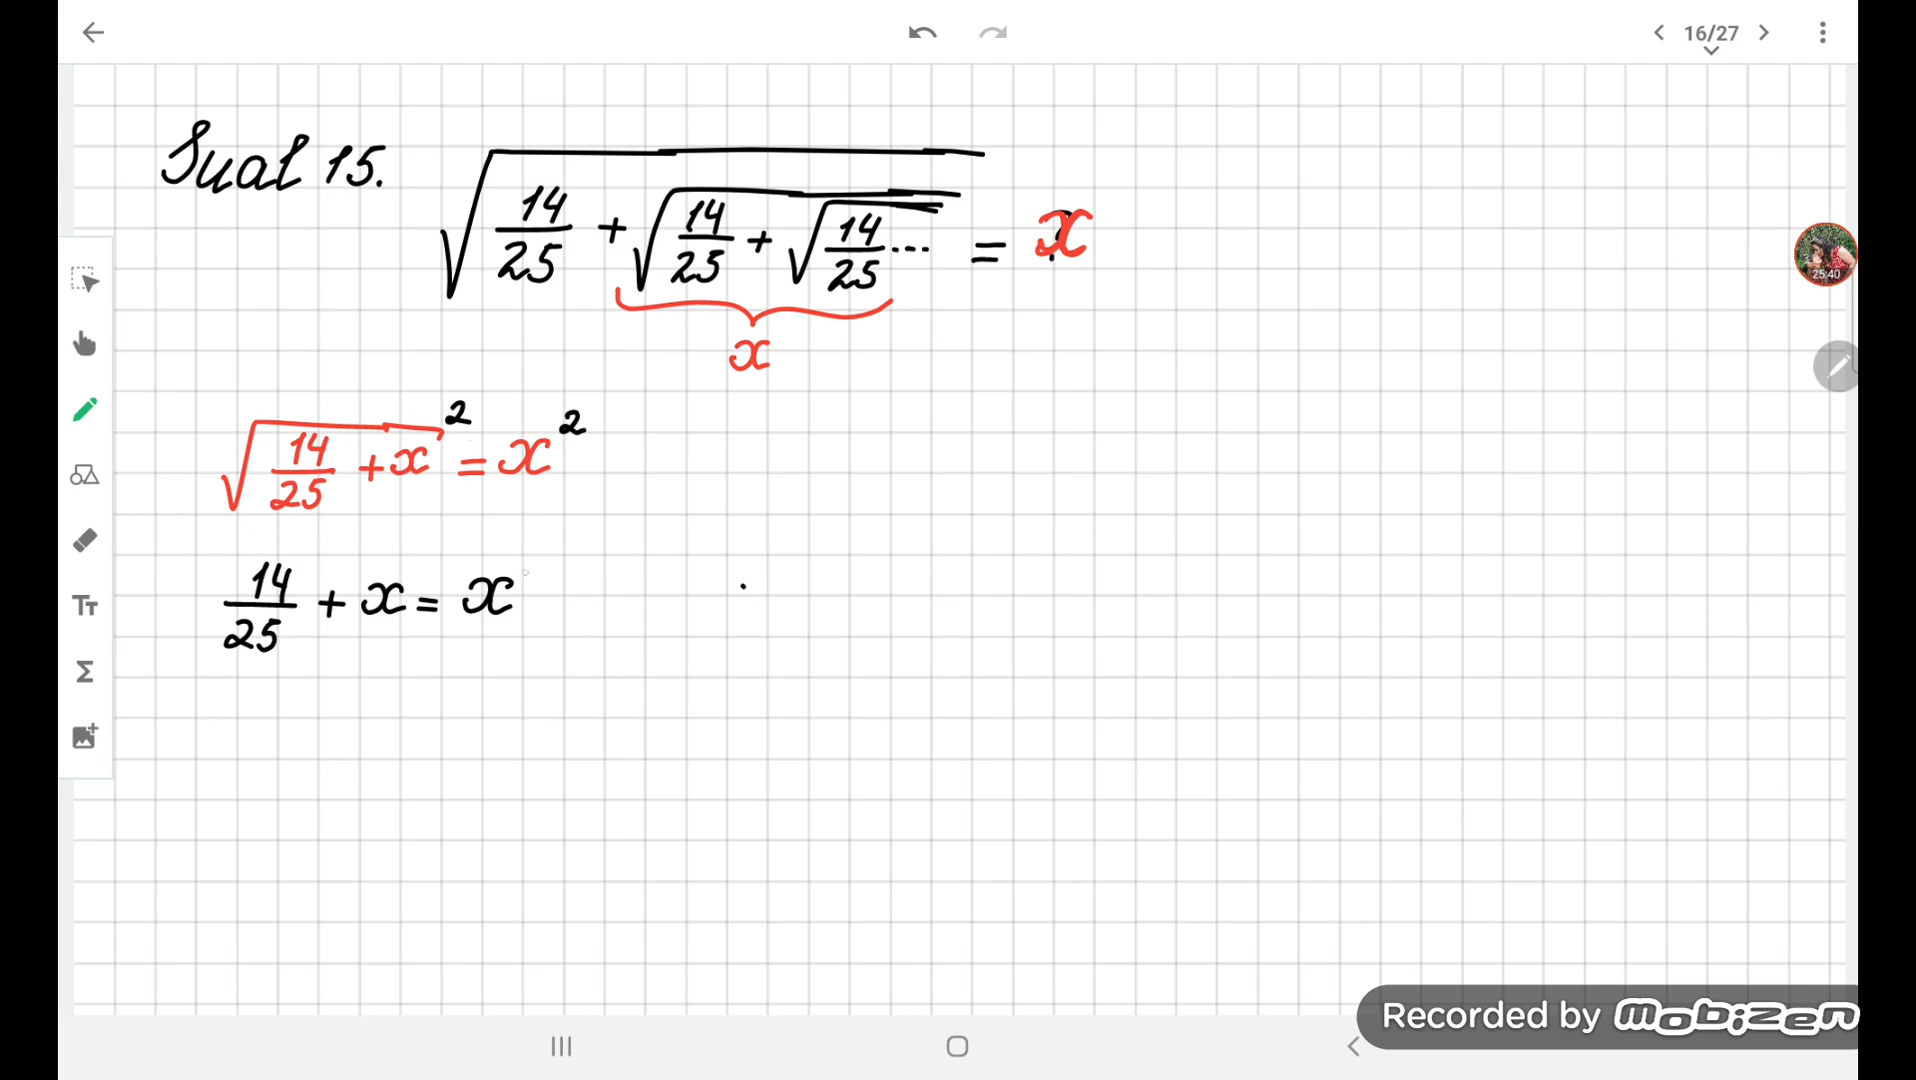 16/27
Sual 15. √(14/25 + √(14/25 + √(14/25 ... = x
x
25:40
√(14/25 + x)² = x²
14/25 + x = x
Recorded by mobizen